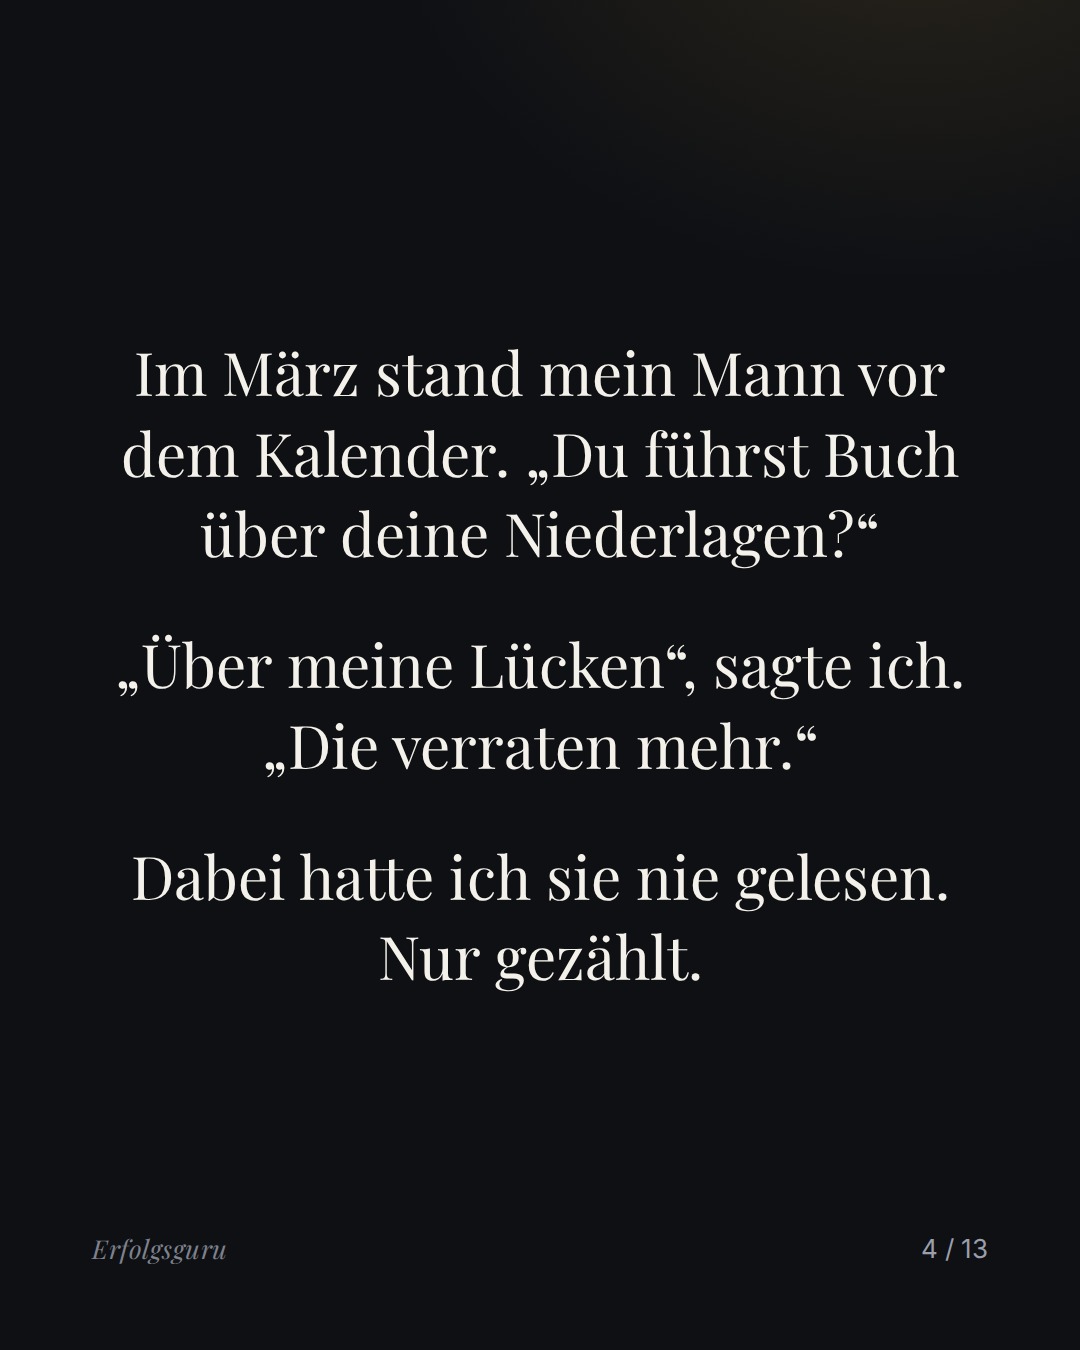 Im März stand mein Mann vor
dem Kalender. „Du führst Buch
über deine Niederlagen?“
„Über meine Lücken“, sagte ich.
„Die verraten mehr.“
Dabei hatte ich sie nie gelesen.
Nur gezählt.
Erfolgsguru
4 / 13